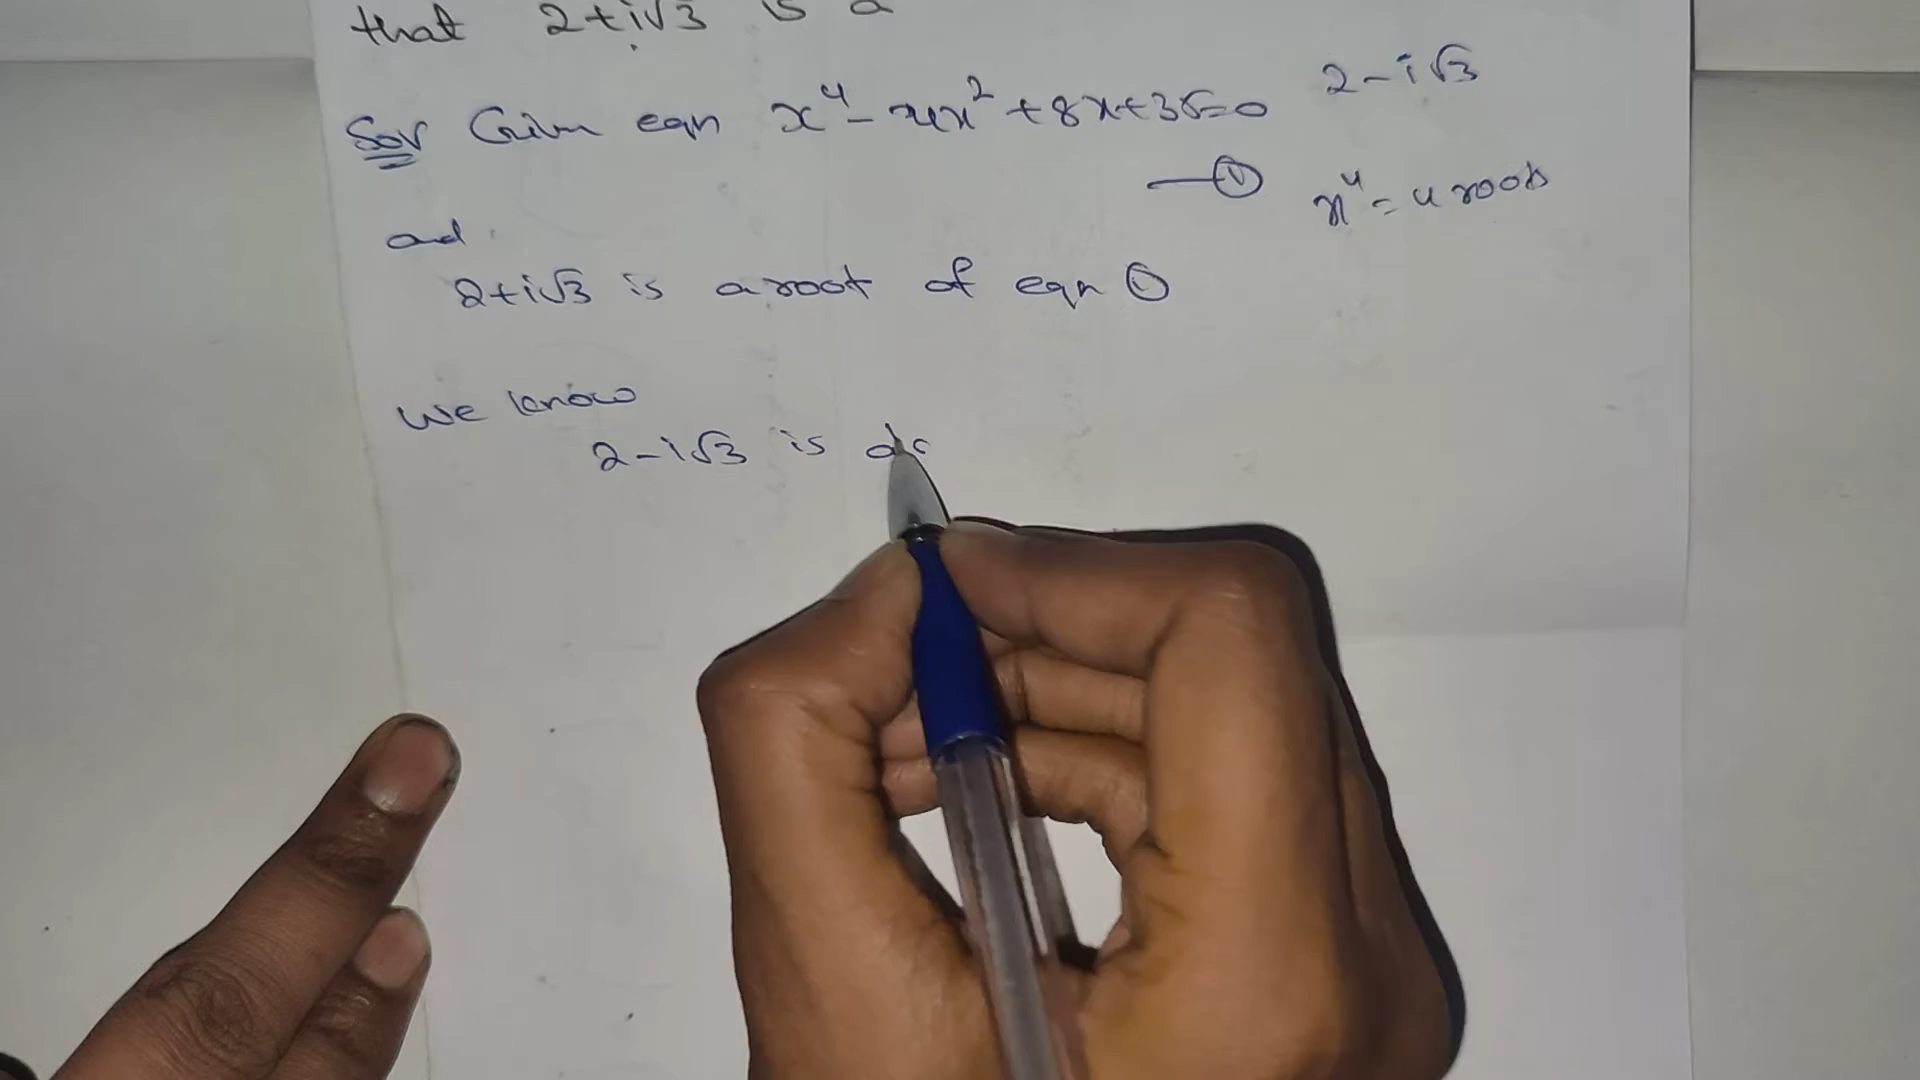 that 2+i√3 is a
2-i√3
Sol Given eqn x⁴ - 4x² + 8x + 35 = 0
①
x⁴ = 4 roots
and
2+i√3 is a root of eqn ①
We know
2-i√3 is als